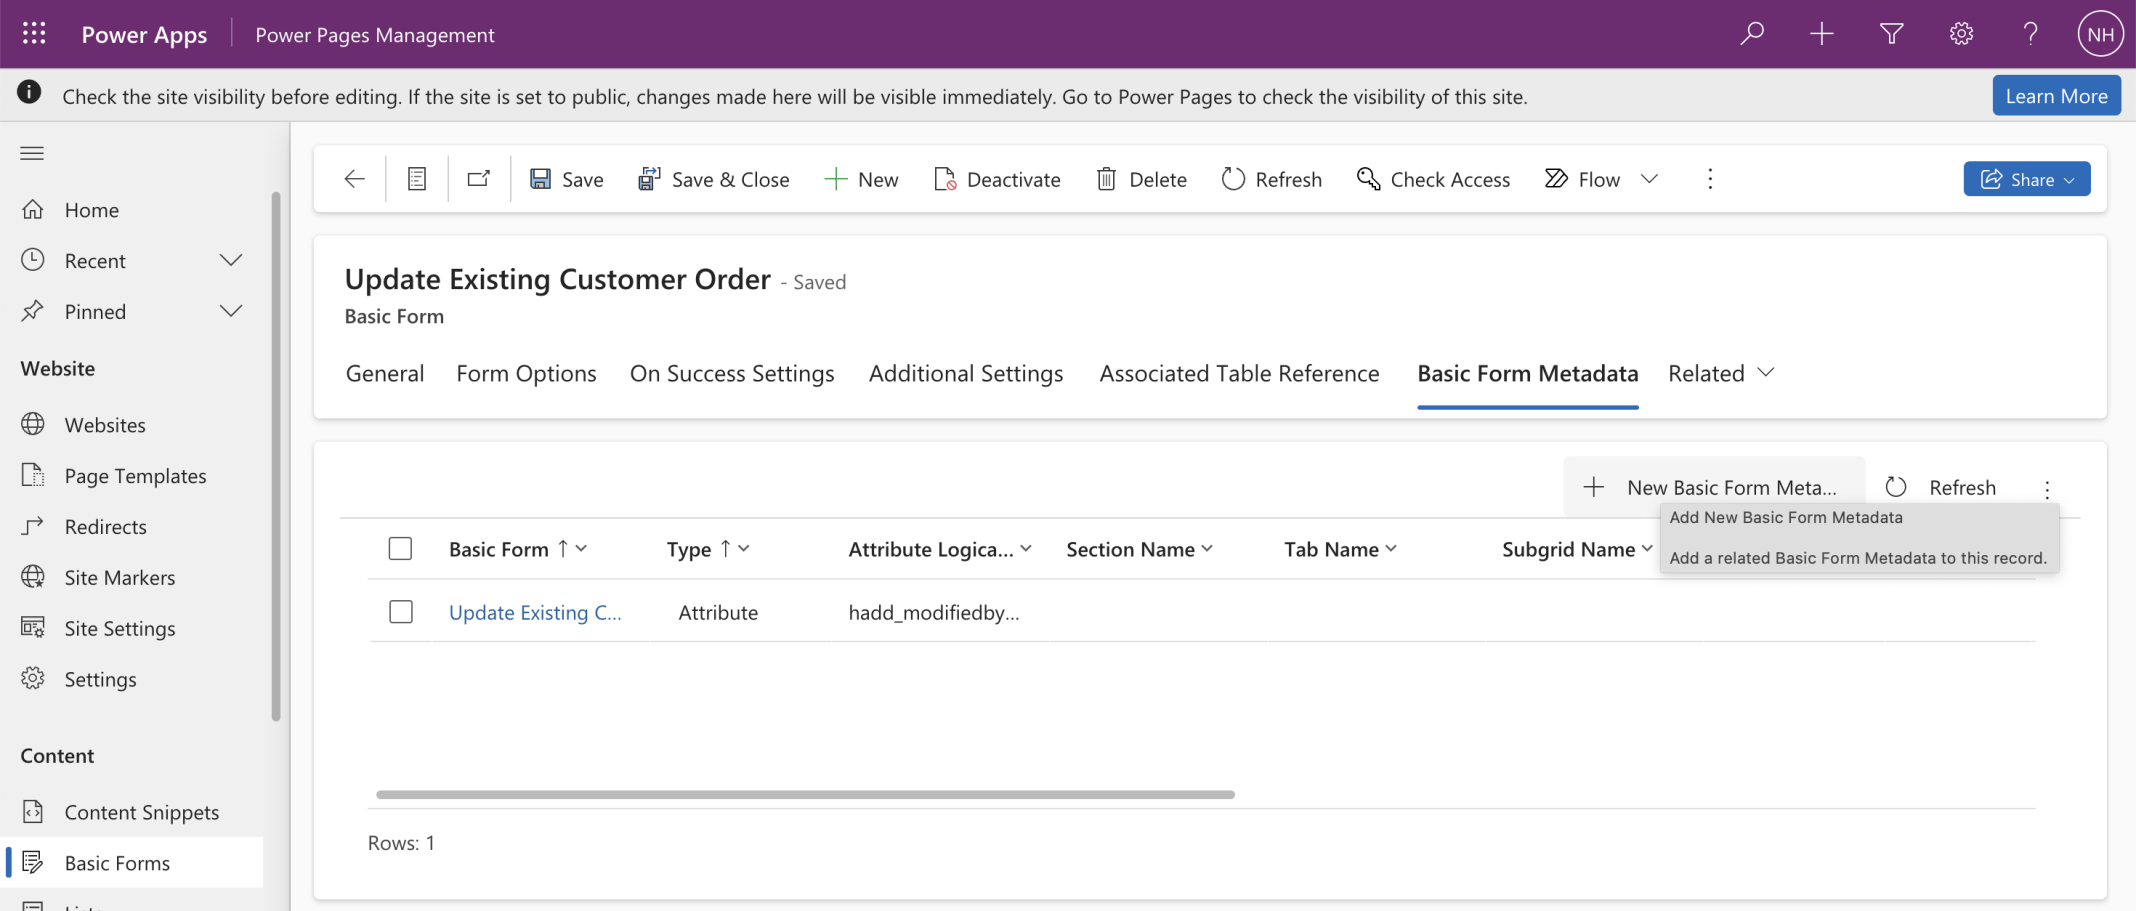 Power Apps
Power Pages Management
NH
Check the site visibility before editing. If the site is set to public, changes made here will be visible immediately. Go to Power Pages to check the visibility of this site.
Learn More
Home
Recent
Pinned
Website
Websites
Page Templates
Redirects
Site Markers
Site Settings
Settings
Content
Content Snippets
Basic Forms
Save
Save & Close
New
Deactivate
Delete
Refresh
Check Access
Flow
Share
Update Existing Customer Order - Saved
Basic Form
General
Form Options
On Success Settings
Additional Settings
Associated Table Reference
Basic Form Metadata
Related
New Basic Form Meta...
Refresh
Add New Basic Form Metadata
Add a related Basic Form Metadata to this record.
Basic Form
Type
Attribute Logica...
Section Name
Tab Name
Subgrid Name
Update Existing C...
Attribute
hadd_modifiedby...
Rows: 1